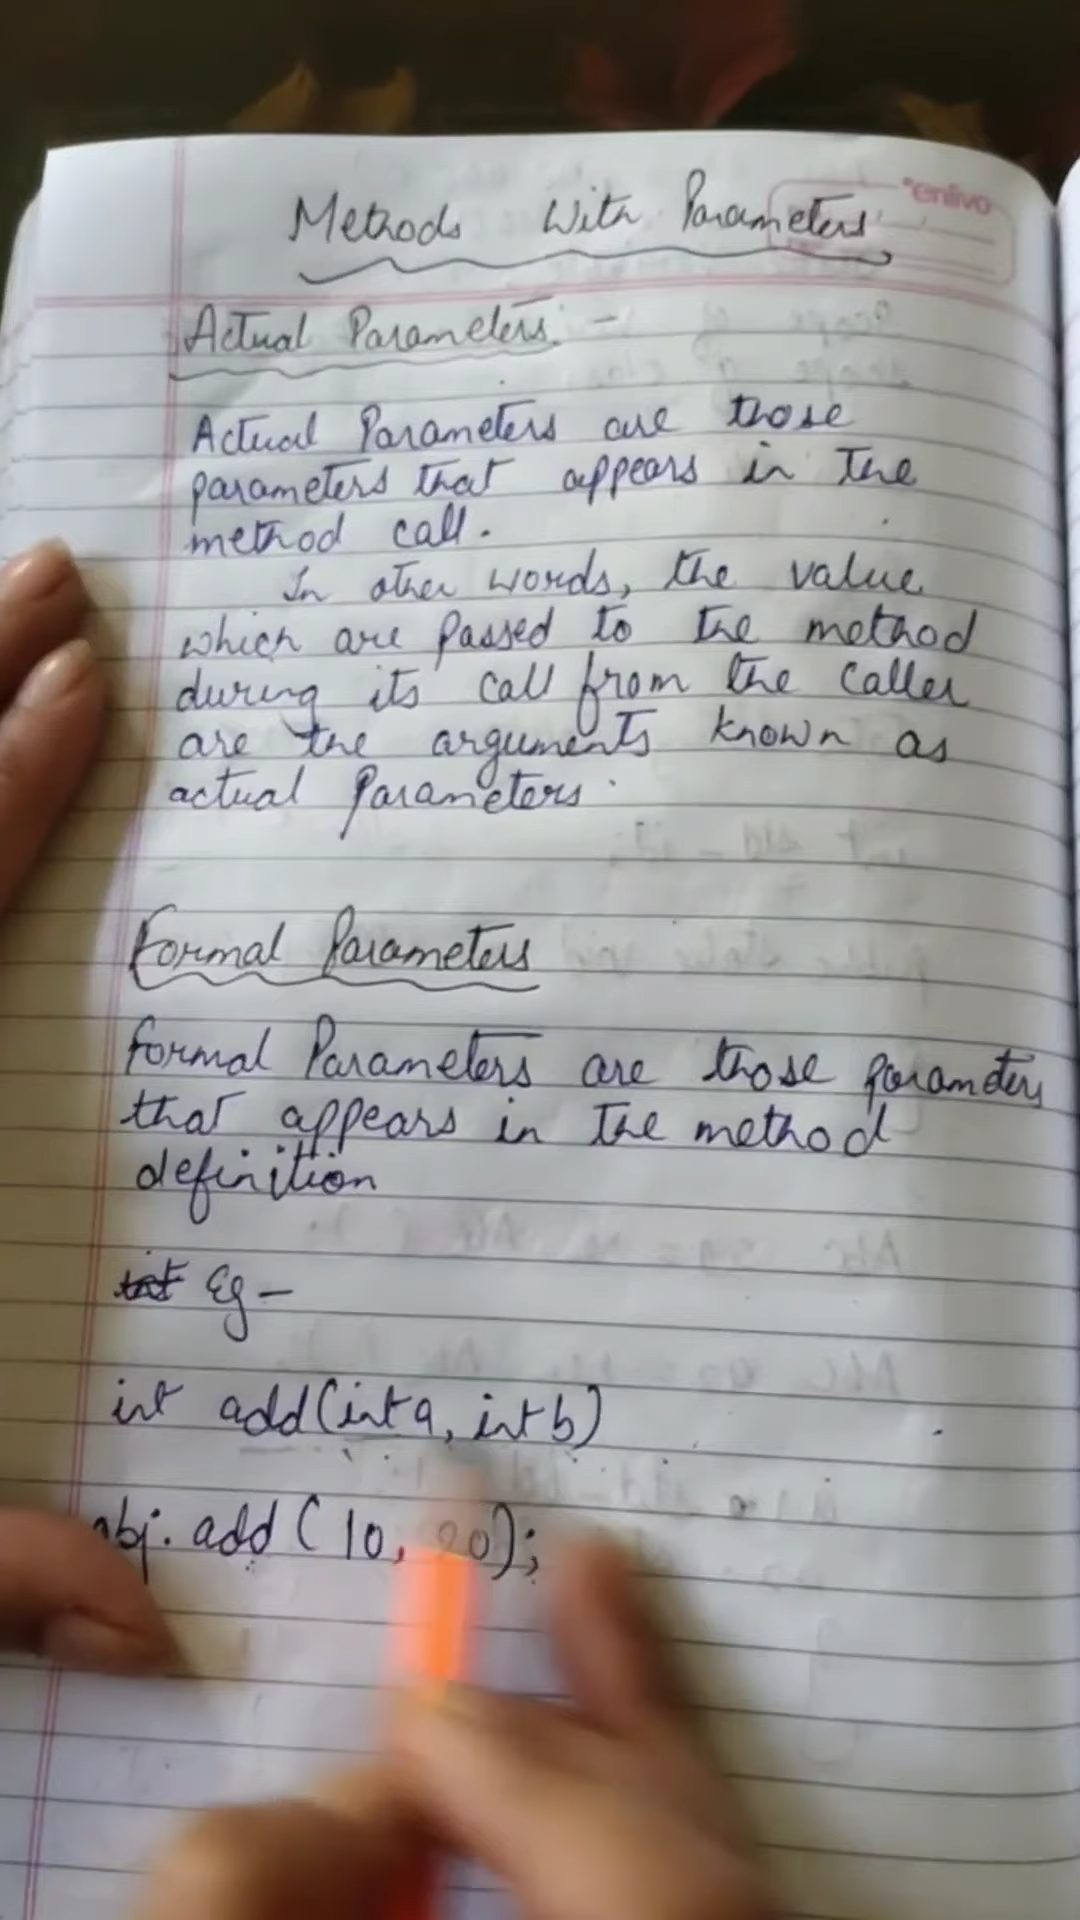 enlivo
Methods With Parameters
Actual Parameters -
Actual Parameters are those
parameters that appears in the
method call.
In other words, the value
which are passed to the method
during its call from the caller
are the arguments known as
actual Parameters.
Formal Parameters
Formal Parameters are those parameters
that appears in the method
definition
int Eg -
int add(int a, int b)
obj. add (10, 20);